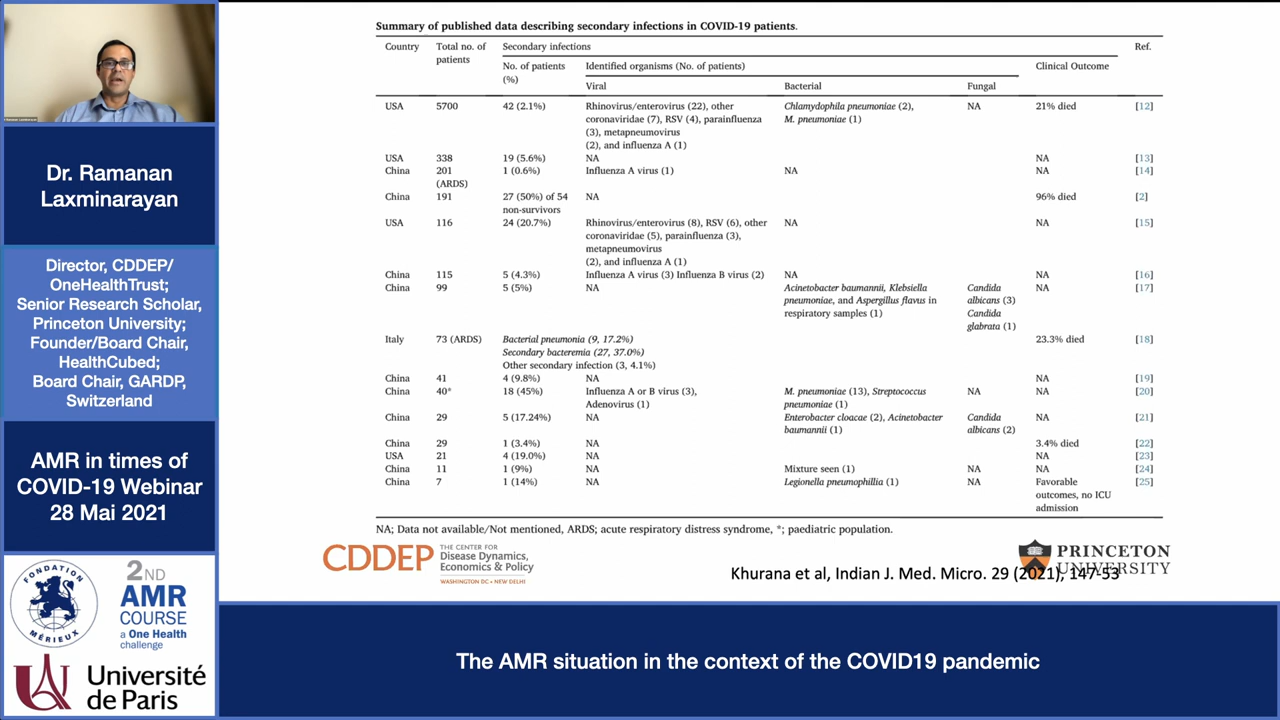 Summary of published data describing secondary infections in COVID-19 patients.
Country Total no. of patients Secondary infections Ref.
No. of patients (%) Identified organisms (No. of patients) Clinical Outcome
Viral Bacterial Fungal
USA 5700 42 (2.1%) Rhinovirus/enterovirus (22), other Chlamydophila pneumoniae (2), NA 21% died [12]
coronaviridae (7), RSV (4), parainfluenza M. pneumoniae (1)
(3), metapneumovirus
(2), and influenza A (1)
USA 338 19 (5.6%) NA NA [13]
China 201 1 (0.6%) Influenza A virus (1) NA NA [14]
(ARDS)
China 191 27 (50%) of 54 NA 96% died [2]
non-survivors
USA 116 24 (20.7%) Rhinovirus/enterovirus (8), RSV (6), other NA NA [15]
coronaviridae (5), parainfluenza (3),
metapneumovirus
(2), and influenza A (1)
China 115 5 (4.3%) Influenza A virus (3) Influenza B virus (2) NA NA [16]
China 99 5 (5%) NA Acinetobacter baumannii, Klebsiella Candida NA [17]
pneumoniae, and Aspergillus flavus in albicans (3)
respiratory samples (1) Candida
glabrata (1)
Italy 73 (ARDS) Bacterial pneumonia (9, 17.2%) 23.3% died [18]
Secondary bacteremia (27, 37.0%)
Other secondary infection (3, 4.1%)
China 41 4 (9.8%) NA NA [19]
China 40* 18 (45%) Influenza A or B virus (3), M. pneumoniae (13), Streptococcus NA NA [20]
Adenovirus (1) pneumoniae (1)
China 29 5 (17.24%) NA Enterobacter cloacae (2), Acinetobacter Candida NA [21]
baumannii (1) albicans (2)
China 29 1 (3.4%) NA 3.4% died [22]
USA 21 4 (19.0%) NA NA [23]
China 11 1 (9%) NA Mixture seen (1) NA NA [24]
China 7 1 (14%) NA Legionella pneumophillia (1) NA Favorable [25]
outcomes, no ICU
admission
NA; Data not available/Not mentioned, ARDS; acute respiratory distress syndrome, *; paediatric population.
CDDEP THE CENTER FOR
Disease Dynamics,
Economics & Policy
WASHINGTON DC • NEW DELHI
PRINCETON
UNIVERSITY
Khurana et al, Indian J. Med. Micro. 29 (2021), 147-53
Dr. Ramanan
Laxminarayan
Director, CDDEP/
OneHealthTrust;
Senior Research Scholar,
Princeton University;
Founder/Board Chair,
HealthCubed;
Board Chair, GARDP,
Switzerland
AMR in times of
COVID-19 Webinar
28 Mai 2021
FONDATION
MÉRIEUX
2ND
AMR
COURSE
a One Health
challenge
Université
de Paris
The AMR situation in the context of the COVID19 pandemic